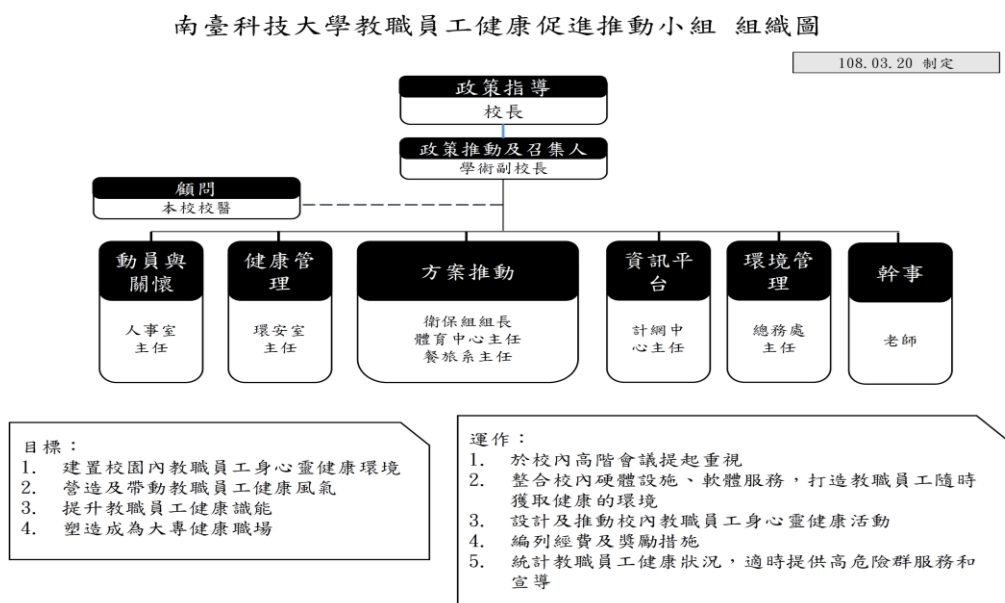 南臺科技大學教職員工健康促進推動小組 組織圖
108.03.20 制定
政策指導
校長
政策推動及召集人
學術副校長
顧問
本校校醫
動員與
關懷
人事室
主任
健康管
理
環安室
主任
方案推動
衛保組組長
體育中心主任
餐旅系主任
資訊平
台
計網中
心主任
環境管
理
總務處
主任
幹事
老師
目標：
1. 建置校園內教職員工身心靈健康環境
2. 營造及帶動教職員工健康風氣
3. 提升教職員工健康識能
4. 塑造成為大專健康職場
運作：
1. 於校內高階會議提起重視
2. 整合校內硬體設施、軟體服務，打造教職員工隨時
獲取健康的環境
3. 設計及推動校內教職員工身心靈健康活動
4. 編列經費及獎勵措施
5. 統計教職員工健康狀況，適時提供高危險群服務和
宣導